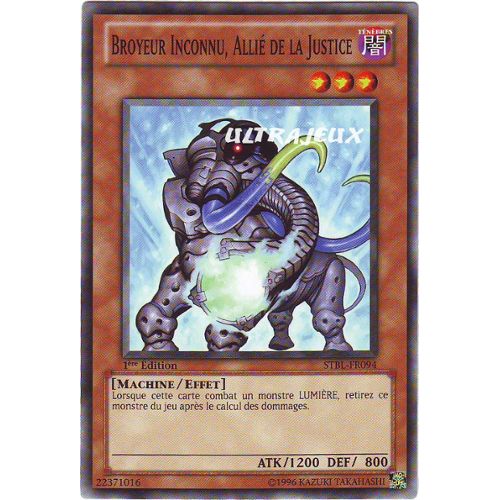 Broyeur Inconnu, Allié de la Justice
TÉNÈBRES
闇
ULTRAJEUX
1ère Edition
STBL-FR094
[Machine/Effet]
Lorsque cette carte combat un monstre LUMIÈRE, retirez ce
monstre du jeu après le calcul des dommages.
ATK/1200 DEF/ 800
22371016
©1996 KAZUKI TAKAHASHI